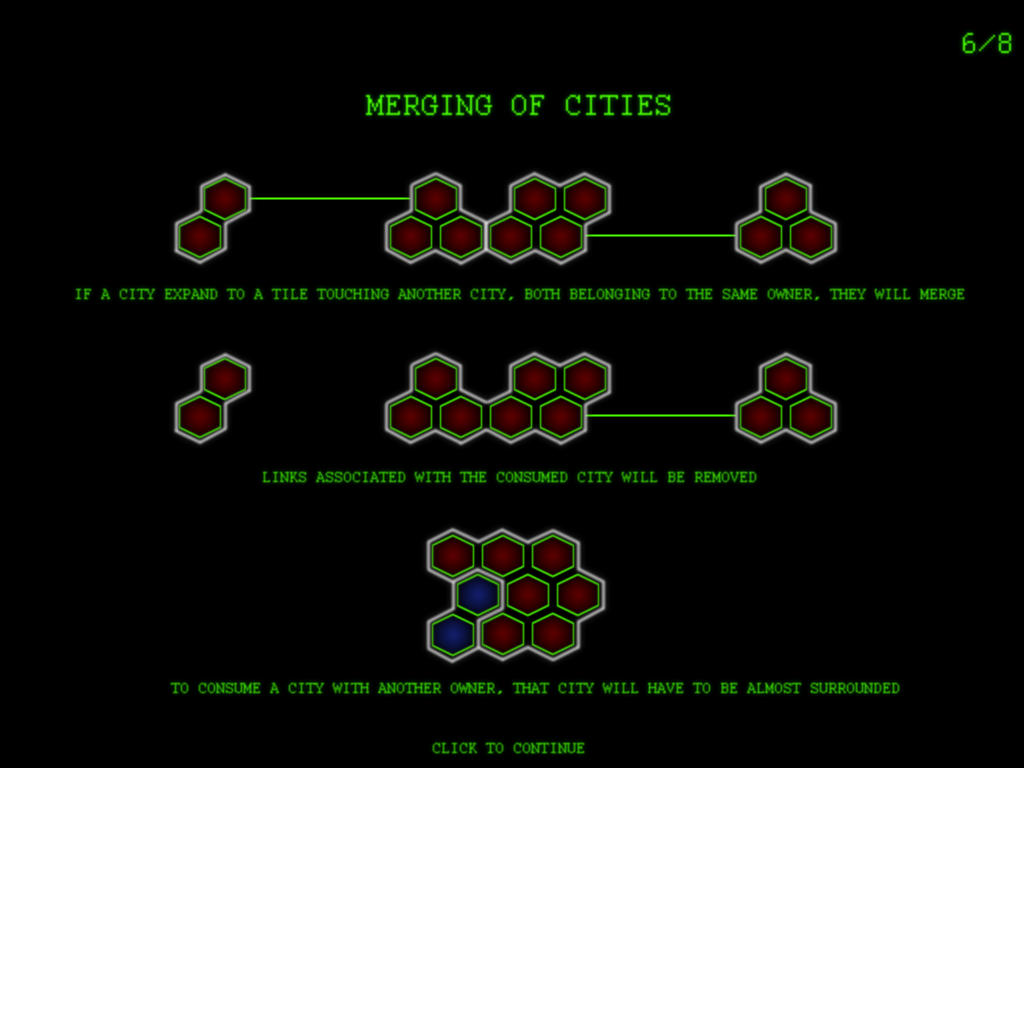 6/8
MERGING OF CITIES
IF A CITY EXPAND TO A TILE TOUCHING ANOTHER CITY, BOTH BELONGING TO THE SAME OWNER, THEY WILL MERGE
LINKS ASSOCIATED WITH THE CONSUMED CITY WILL BE REMOVED
TO CONSUME A CITY WITH ANOTHER OWNER, THAT CITY WILL HAVE TO BE ALMOST SURROUNDED
CLICK TO CONTINUE